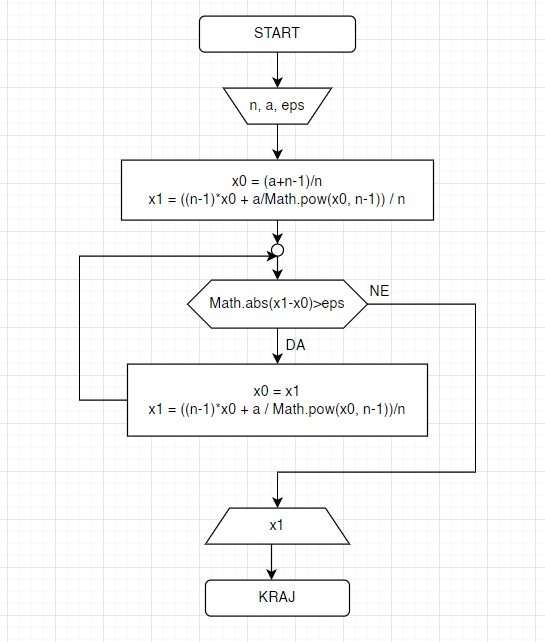 START
n, a, eps
x0 = (a+n-1)/n
x1 = ((n-1)*x0 + a/Math.pow(x0, n-1)) / n
Math.abs(x1-x0)>eps
NE
DA
x0 = x1
x1 = ((n-1)*x0 + a / Math.pow(x0, n-1))/n
x1
KRAJ